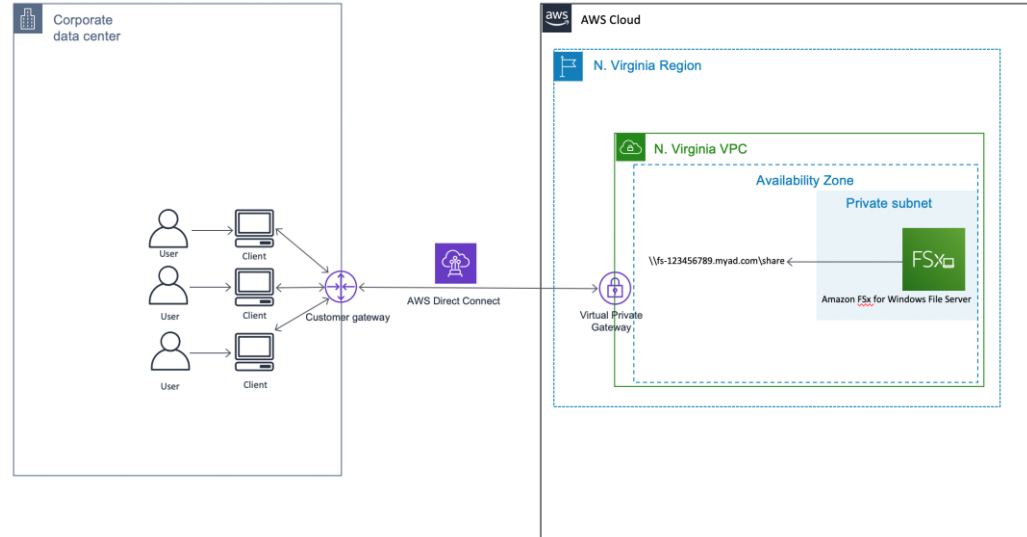 Corporate
data center
aws
AWS Cloud
N. Virginia Region
N. Virginia VPC
Availability Zone
Private subnet
User
Client
\\fs-123456789.myad.com\share
FSx
Amazon FSx for Windows File Server
AWS Direct Connect
User
Client
Customer gateway
Virtual Private
Gateway
User
Client